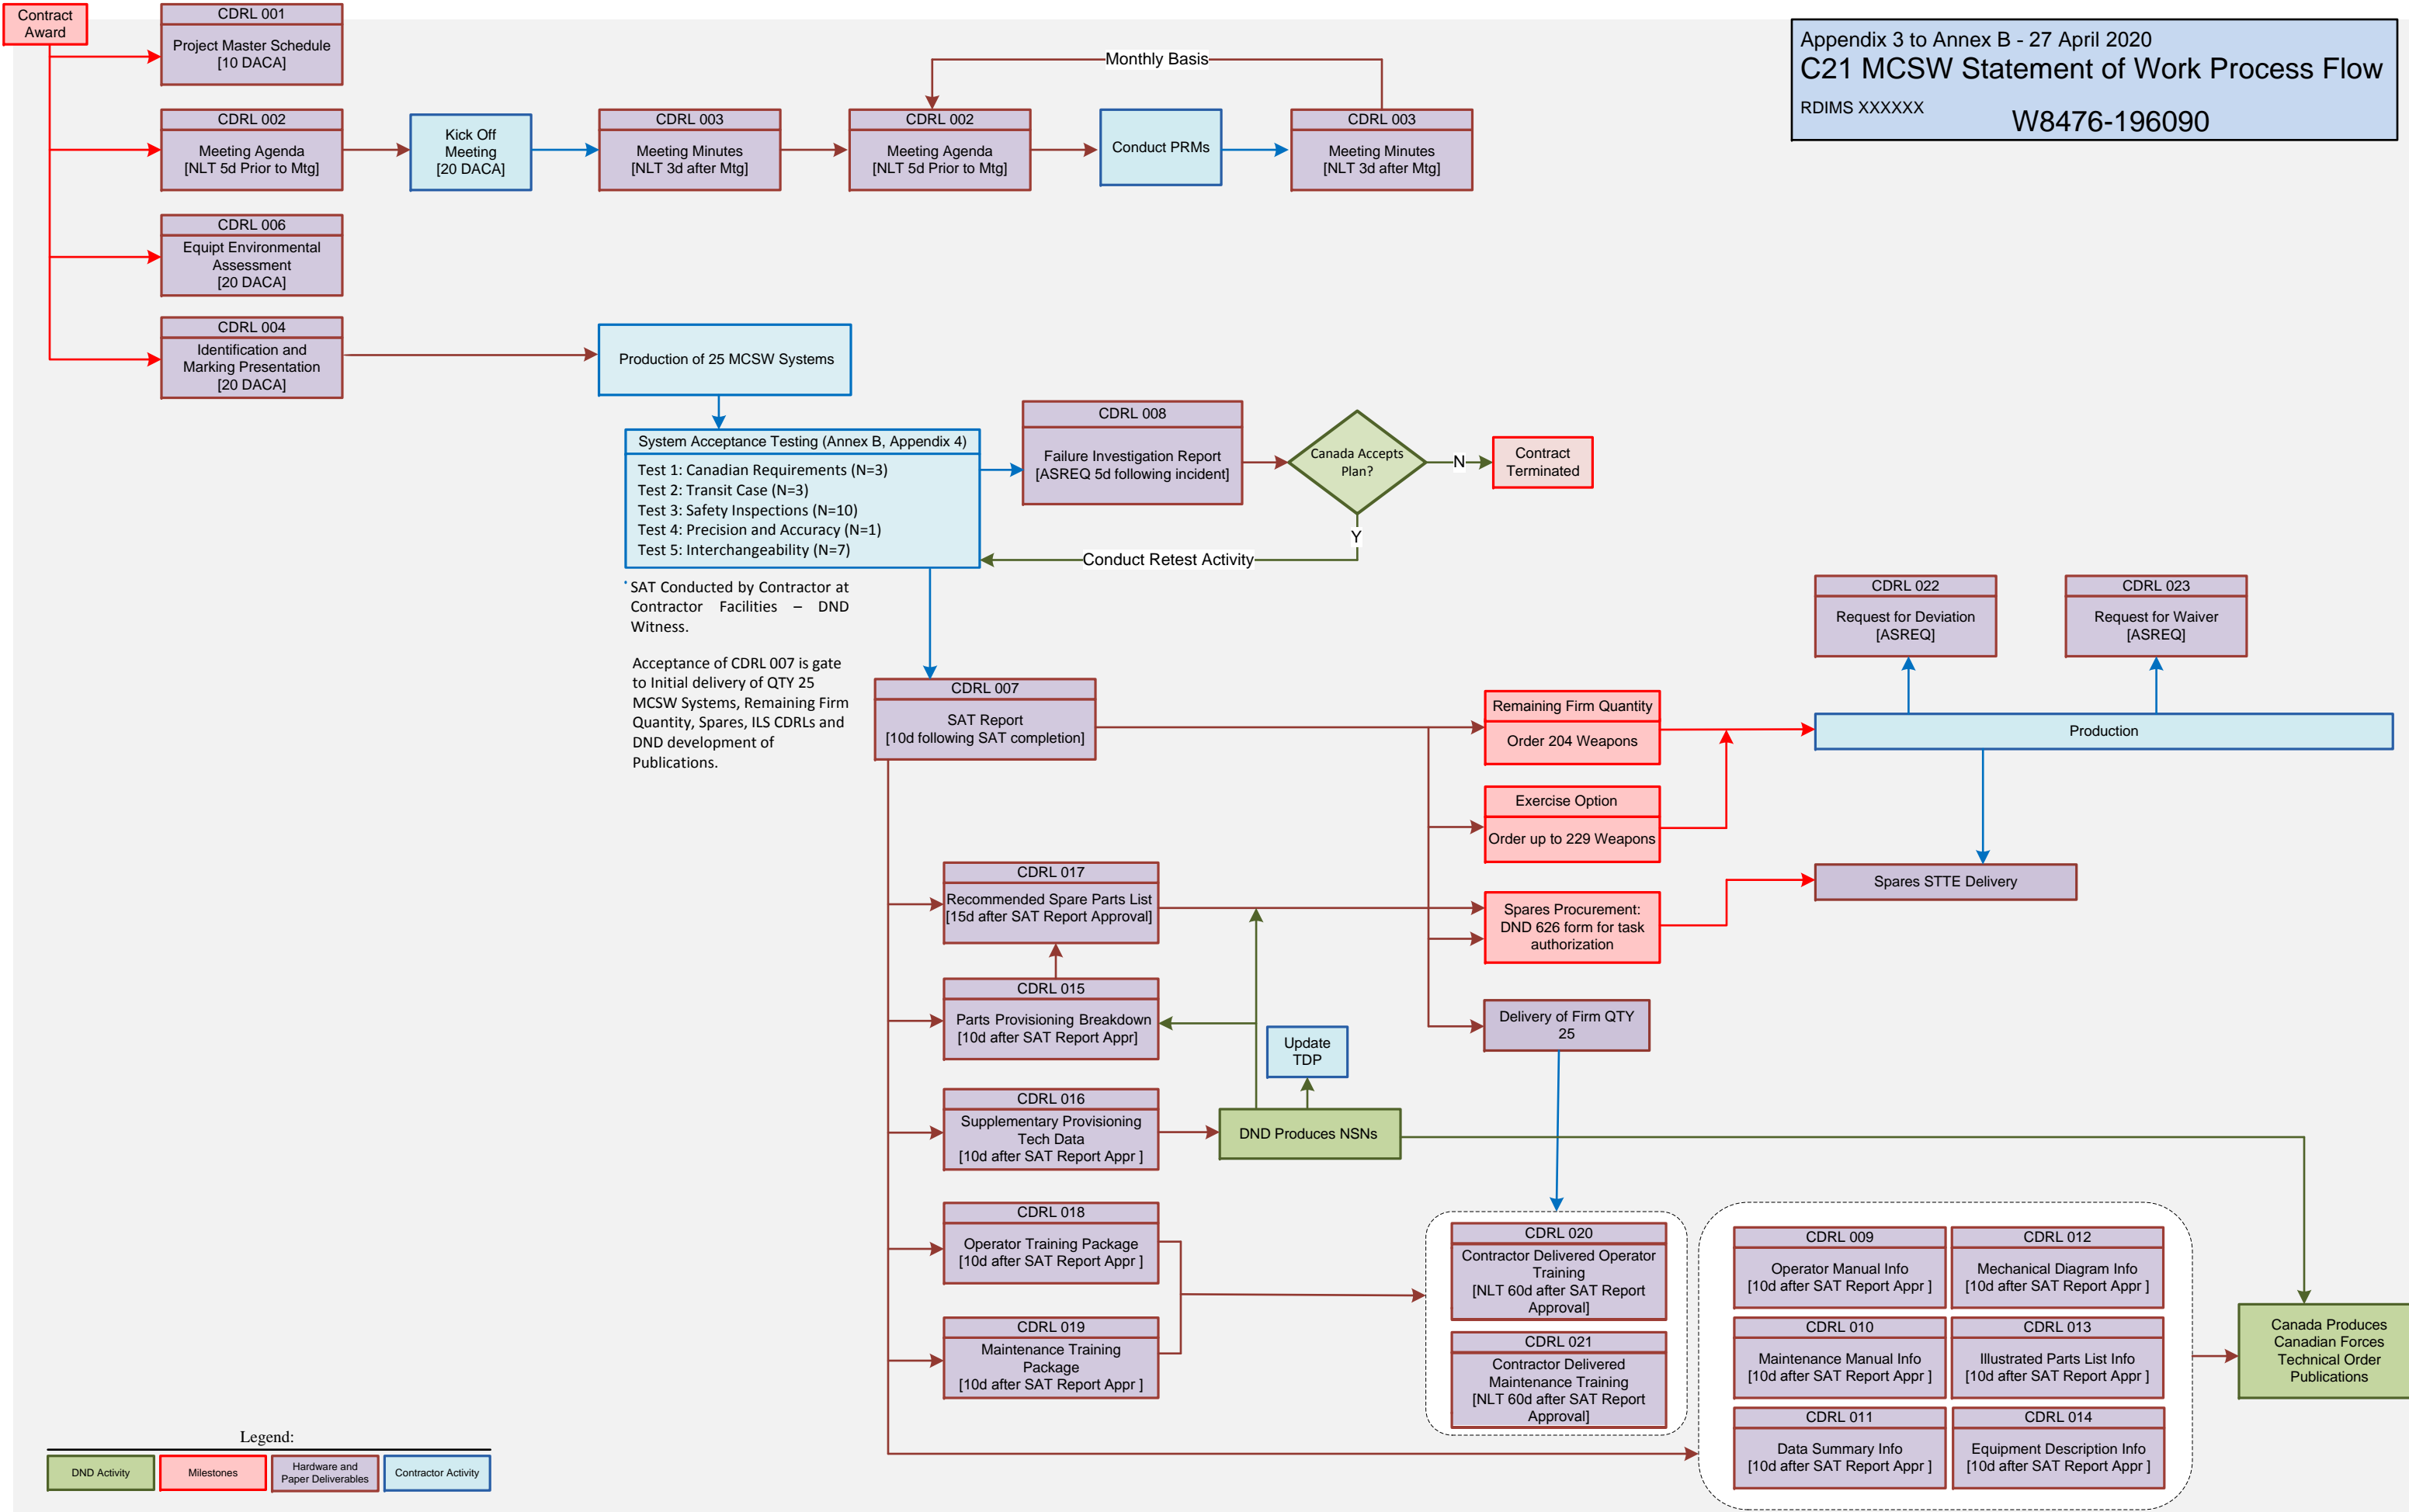 Contract
Award
CDRL 001
Project Master Schedule
[10 DACA]
Appendix 3 to Annex B - 27 April 2020
C21 MCSW Statement of Work Process Flow
RDIMS XXXXXX
W8476-196090
Monthly Basis
CDRL 002
Meeting Agenda
[NLT 5d Prior to Mtg]
Kick Off
Meeting
[20 DACA]
CDRL 003
Meeting Minutes
[NLT 3d after Mtg]
CDRL 002
Meeting Agenda
[NLT 5d Prior to Mtg]
Conduct PRMs
CDRL 003
Meeting Minutes
[NLT 3d after Mtg]
CDRL 006
Equipt Environmental
Assessment
[20 DACA]
CDRL 004
Identification and
Marking Presentation
[20 DACA]
Production of 25 MCSW Systems
System Acceptance Testing (Annex B, Appendix 4)
Test 1: Canadian Requirements (N=3)
Test 2: Transit Case (N=3)
Test 3: Safety Inspections (N=10)
Test 4: Precision and Accuracy (N=1)
Test 5: Interchangeability (N=7)
CDRL 008
Failure Investigation Report
[ASREQ 5d following incident]
Canada Accepts
Plan?
N
Contract
Terminated
Y
Conduct Retest Activity
* SAT Conducted by Contractor at
Contractor Facilities – DND
Witness.
Acceptance of CDRL 007 is gate
to Initial delivery of QTY 25
MCSW Systems, Remaining Firm
Quantity, Spares, ILS CDRLs and
DND development of
Publications.
CDRL 007
SAT Report
[10d following SAT completion]
CDRL 022
Request for Deviation
[ASREQ]
CDRL 023
Request for Waiver
[ASREQ]
Remaining Firm Quantity
Order 204 Weapons
Production
Exercise Option
Order up to 229 Weapons
CDRL 017
Recommended Spare Parts List
[15d after SAT Report Approval]
Spares Procurement:
DND 626 form for task
authorization
Spares STTE Delivery
CDRL 015
Parts Provisioning Breakdown
[10d after SAT Report Appr]
Delivery of Firm QTY
25
Update
TDP
CDRL 016
Supplementary Provisioning
Tech Data
[10d after SAT Report Appr ]
DND Produces NSNs
CDRL 018
Operator Training Package
[10d after SAT Report Appr ]
CDRL 019
Maintenance Training
Package
[10d after SAT Report Appr ]
CDRL 020
Contractor Delivered Operator
Training
[NLT 60d after SAT Report
Approval]
CDRL 021
Contractor Delivered
Maintenance Training
[NLT 60d after SAT Report
Approval]
CDRL 009
Operator Manual Info
[10d after SAT Report Appr ]
CDRL 012
Mechanical Diagram Info
[10d after SAT Report Appr ]
CDRL 010
Maintenance Manual Info
[10d after SAT Report Appr ]
CDRL 013
Illustrated Parts List Info
[10d after SAT Report Appr ]
CDRL 011
Data Summary Info
[10d after SAT Report Appr ]
CDRL 014
Equipment Description Info
[10d after SAT Report Appr ]
Canada Produces
Canadian Forces
Technical Order
Publications
Legend:
DND Activity
Milestones
Hardware and
Paper Deliverables
Contractor Activity